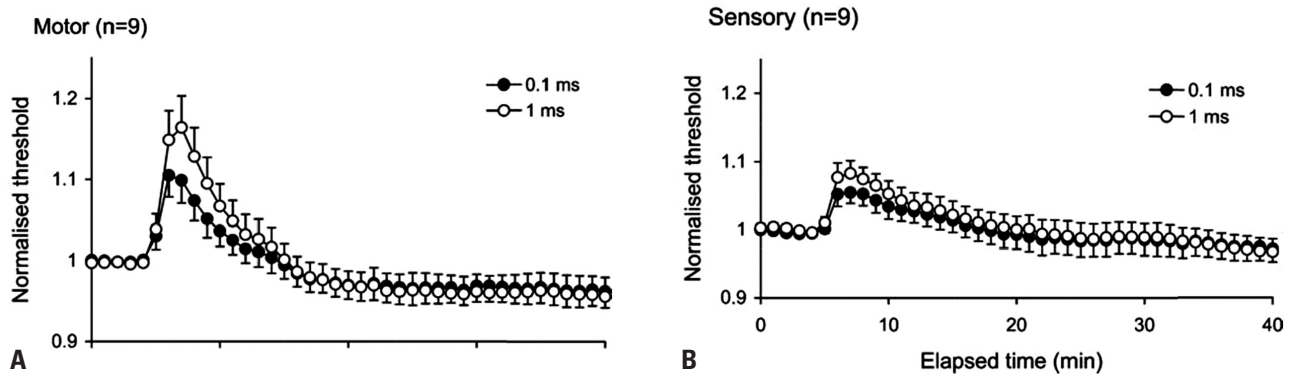 Motor (n=9)
Normalised threshold
1.2
1.1
1
0.9
0.1 ms
1 ms
A
Sensory (n=9)
Normalised threshold
1.2
1.1
1
0.9
0.1 ms
1 ms
0 10 20 30 40
Elapsed time (min)
B